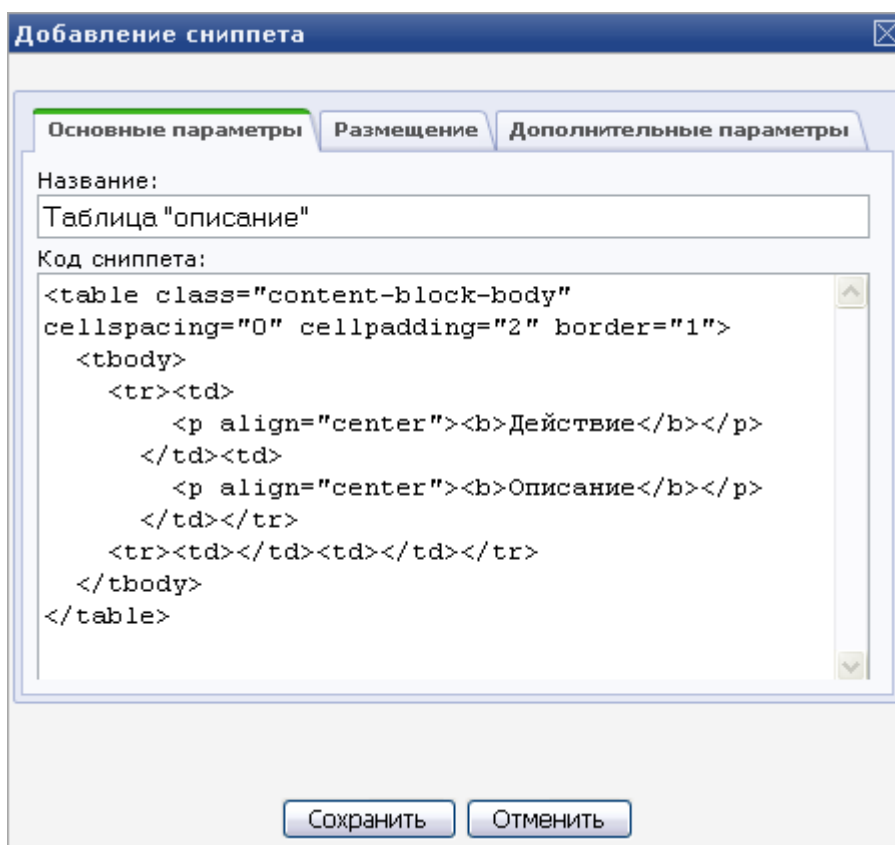 Добавление сниппета
Основные параметры Размещение Дополнительные параметры
Название:
Таблица "описание"
Код сниппета:
<table class="content-block-body"
cellspacing="0" cellpadding="2" border="1">
  <tbody>
    <tr><td>
        <p align="center"><b>Действие</b></p>
      </td><td>
        <p align="center"><b>Описание</b></p>
      </td></tr>
    <tr><td></td><td></td></tr>
  </tbody>
</table>
Сохранить Отменить